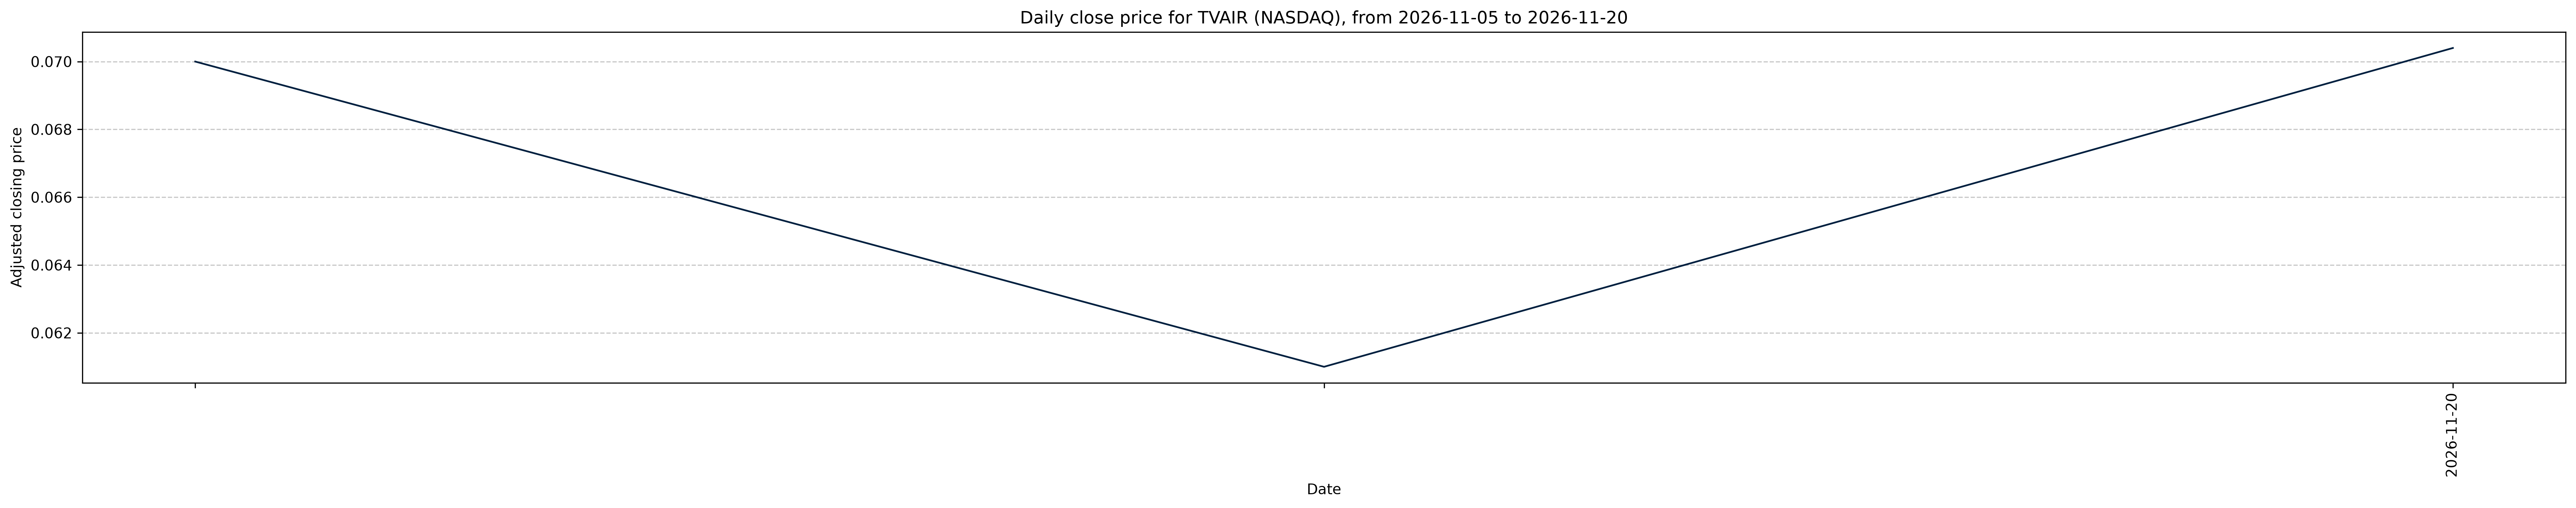 Daily close price for TVAIR (NASDAQ), from 2026-11-05 to 2026-11-20
Adjusted closing price
0.070
0.068
0.066
0.064
0.062
2026-11-20
Date